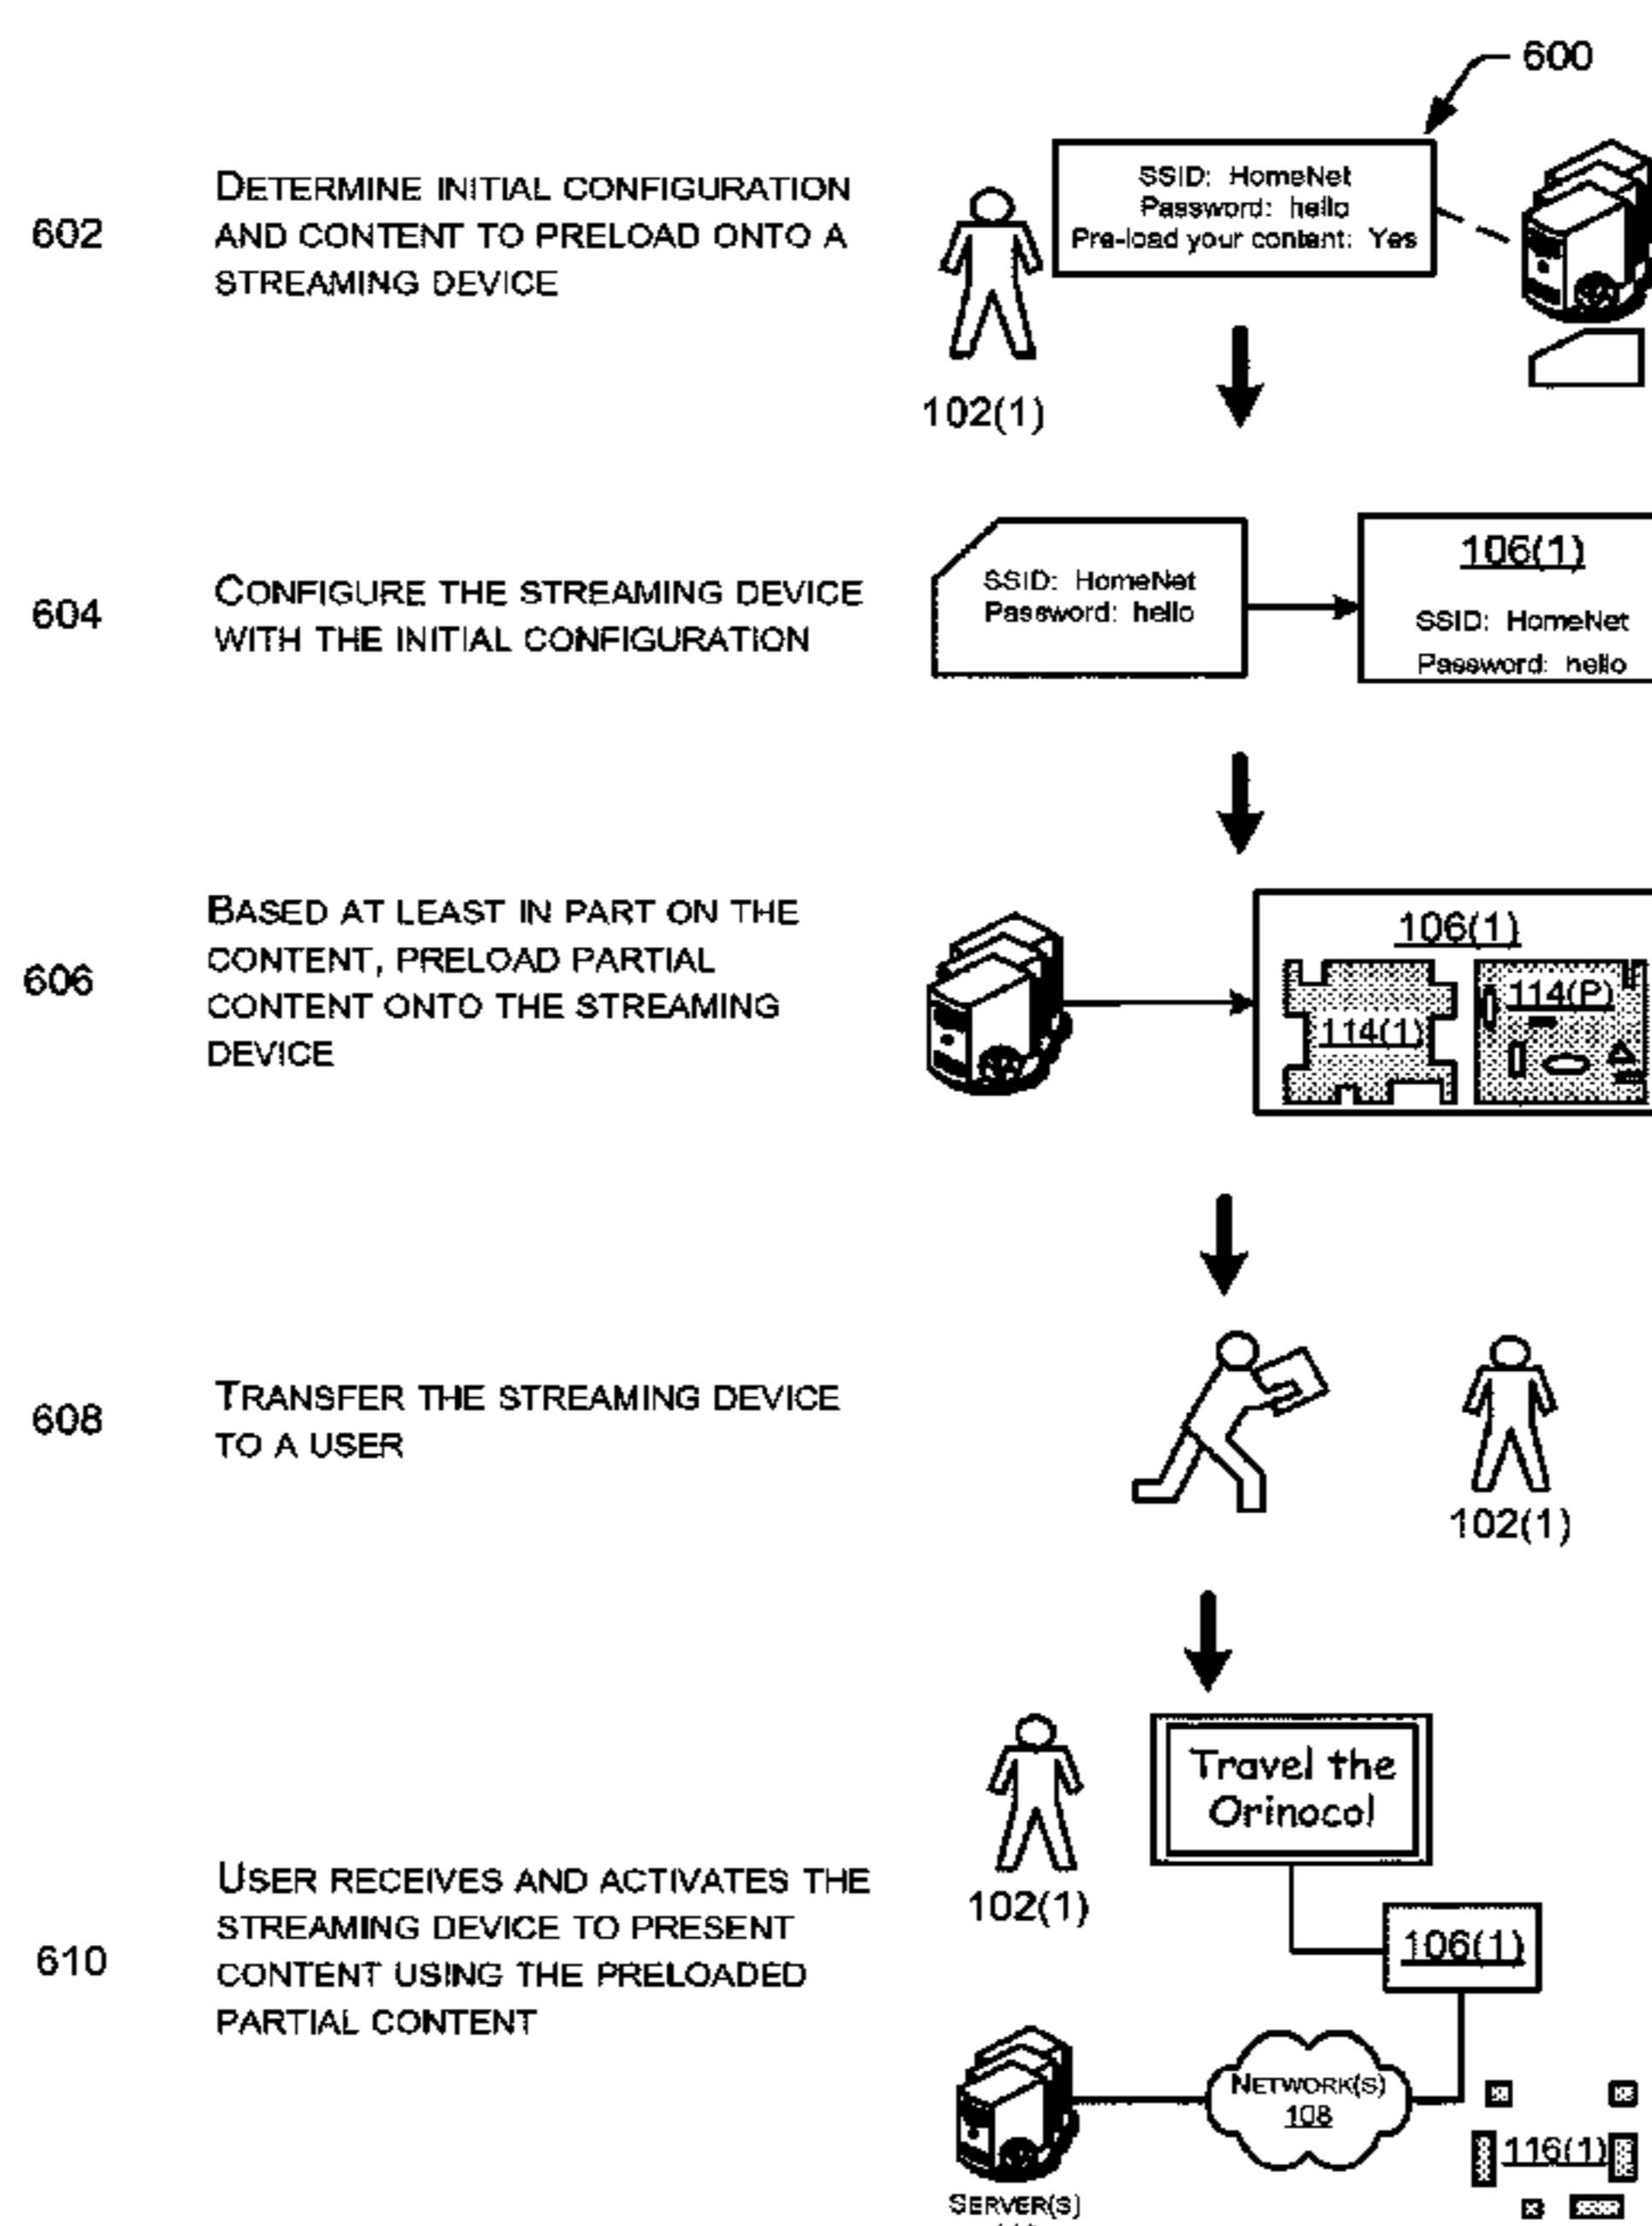 600
602
DETERMINE INITIAL CONFIGURATION
AND CONTENT TO PRELOAD ONTO A
STREAMING DEVICE
SSID: HomeNet
Password: hello
Pre-load your content: Yes
102(1)
604
CONFIGURE THE STREAMING DEVICE
WITH THE INITIAL CONFIGURATION
SSID: HomeNet
Password: hello
106(1)
SSID: HomeNet
Password: hello
606
BASED AT LEAST IN PART ON THE
CONTENT, PRELOAD PARTIAL
CONTENT ONTO THE STREAMING
DEVICE
106(1)
114(1)
114(P)
608
TRANSFER THE STREAMING DEVICE
TO A USER
102(1)
610
USER RECEIVES AND ACTIVATES THE
STREAMING DEVICE TO PRESENT
CONTENT USING THE PRELOADED
PARTIAL CONTENT
102(1)
Travel the
Orinoco!
106(1)
NETWORK(S)
108
116(1)
SERVER(S)